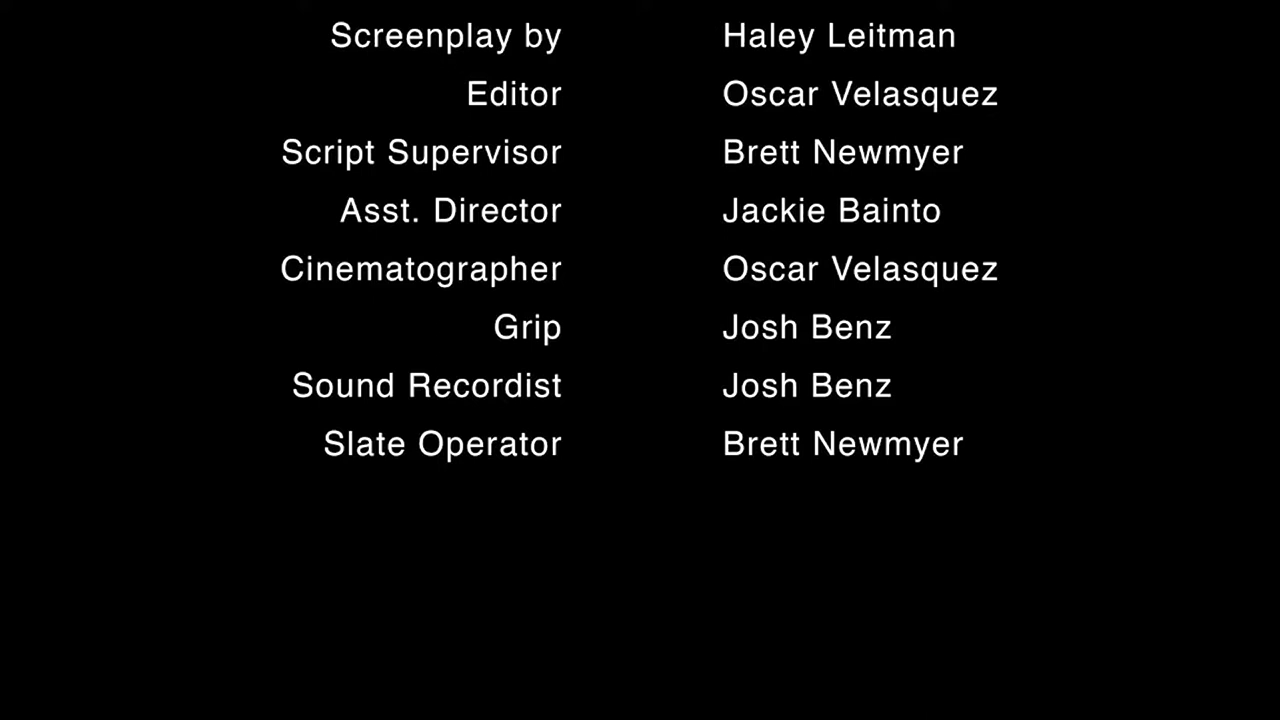 Screenplay by Haley Leitman
Editor Oscar Velasquez
Script Supervisor Brett Newmyer
Asst. Director Jackie Bainto
Cinematographer Oscar Velasquez
Grip Josh Benz
Sound Recordist Josh Benz
Slate Operator Brett Newmyer